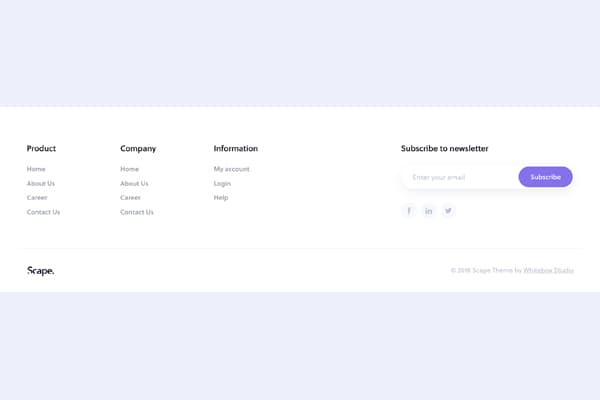 Product
Home
About Us
Career
Contact Us
Company
Home
About Us
Career
Contact Us
Information
My account
Login
Help
Subscribe to newsletter
Enter your email
Subscribe
f
in
Scape.
© 2018 Scape Theme by Whitebox Studio